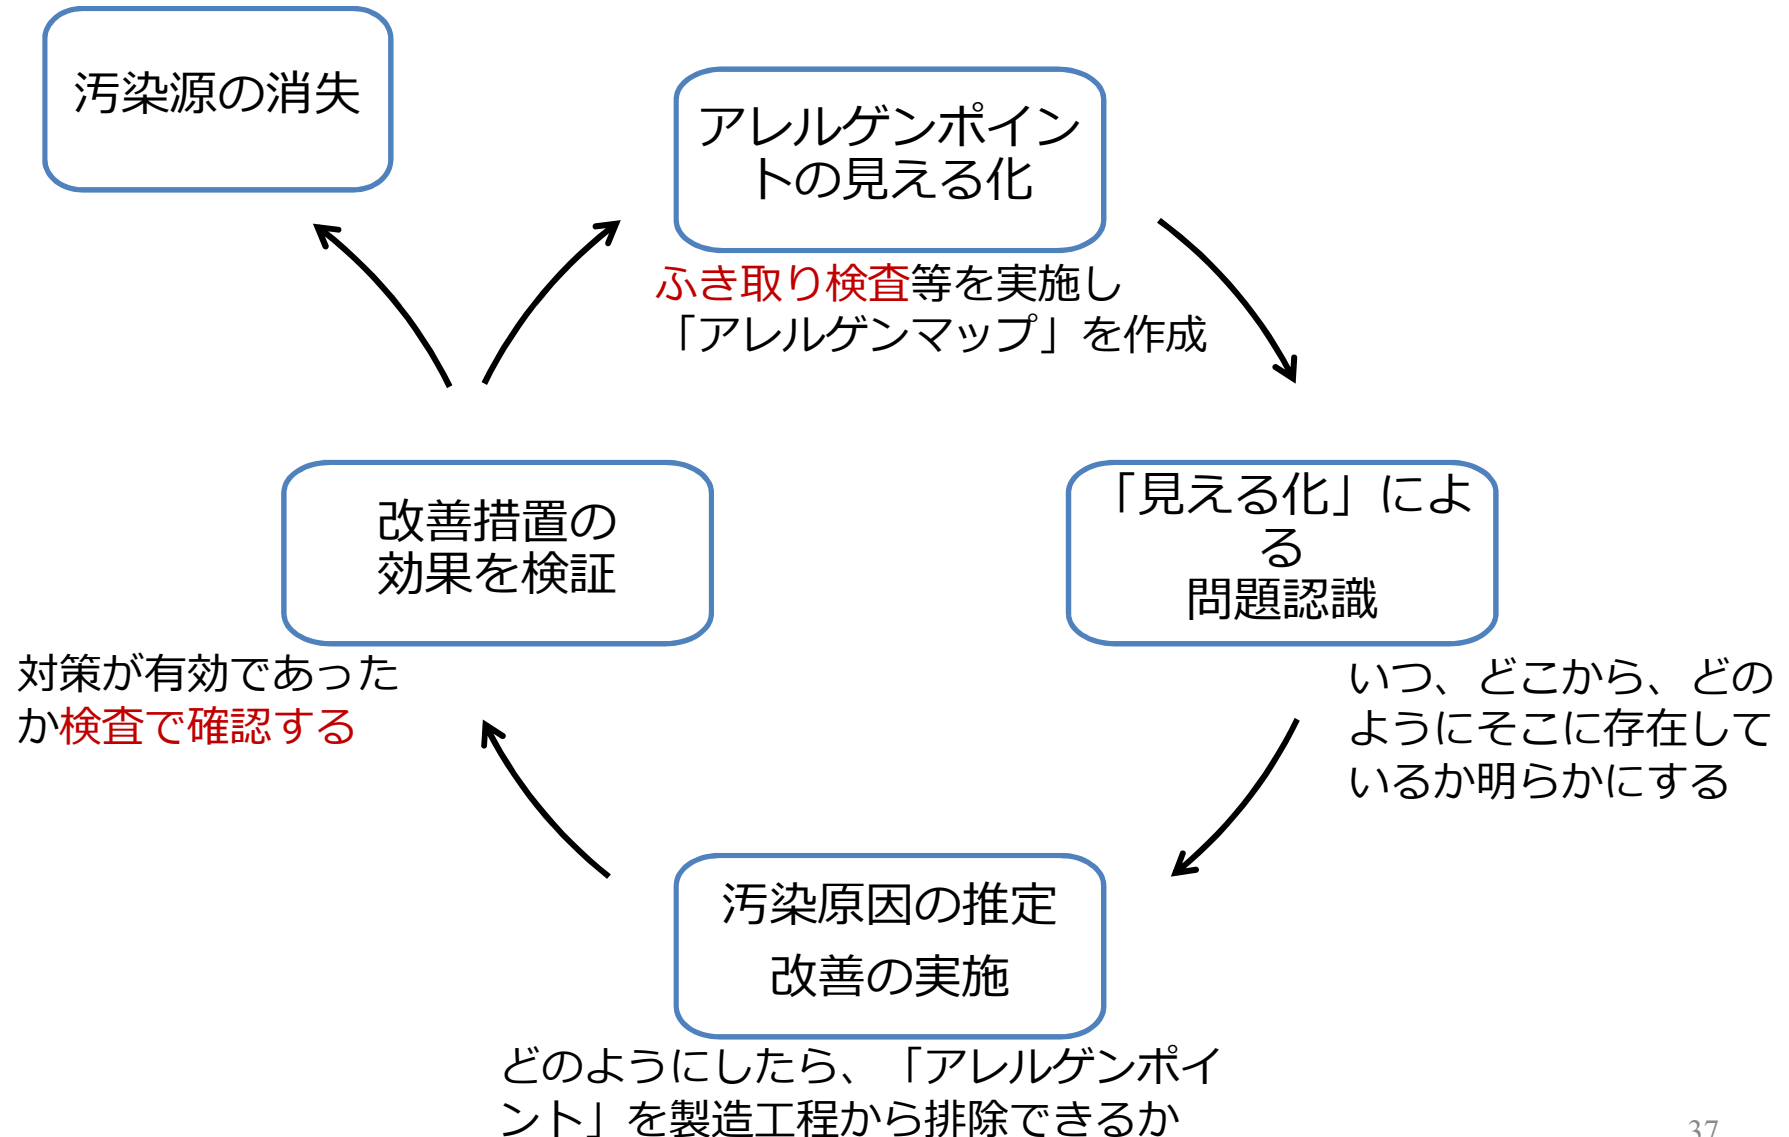 汚染源の消失
アレルゲンポイン
トの見える化
ふき取り検査等を実施し
「アレルゲンマップ」を作成
改善措置の
効果を検証
「見える化」によ
る
問題認識
対策が有効であった
か検査で確認する
いつ、どこから、どの
ようにそこに存在して
いるか明らかにする
汚染原因の推定
改善の実施
どのようにしたら、「アレルゲンポイ
ント」を製造工程から排除できるか
37